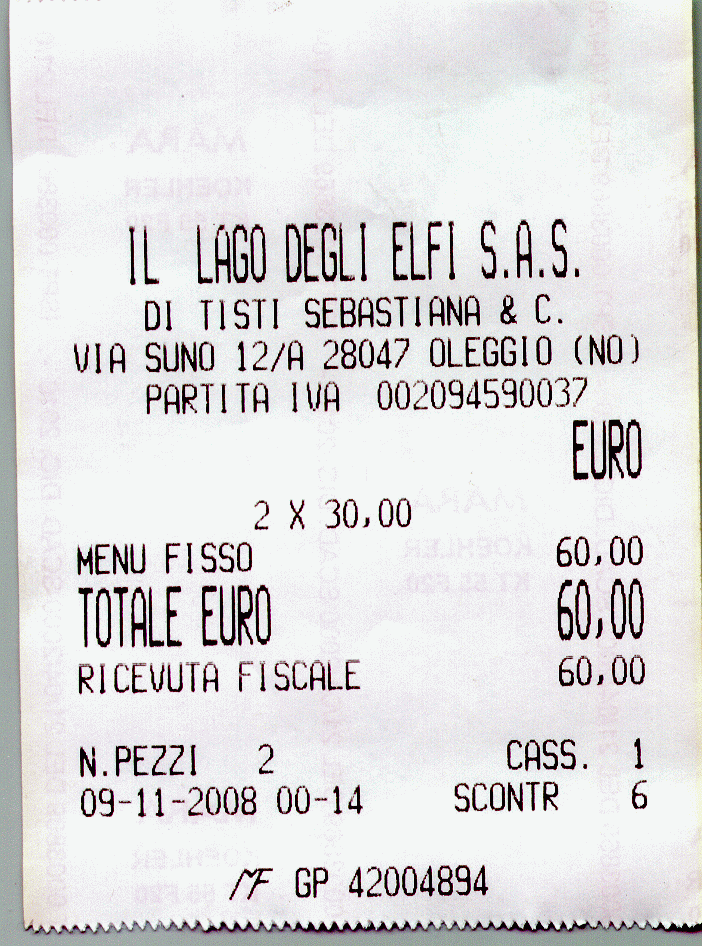 IL LAGO DEGLI ELFI S.A.S.
DI TISTI SEBASTIANA & C.
VIA SUNO 12/A 28047 OLEGGIO (NO)
PARTITA IVA 002094590037
EURO
2 X 30,00
MENU FISSO 60,00
TOTALE EURO 60,00
RICEVUTA FISCALE 60,00
N.PEZZI 2 CASS. 1
09-11-2008 00-14 SCONTR 6
MF GP 42004894